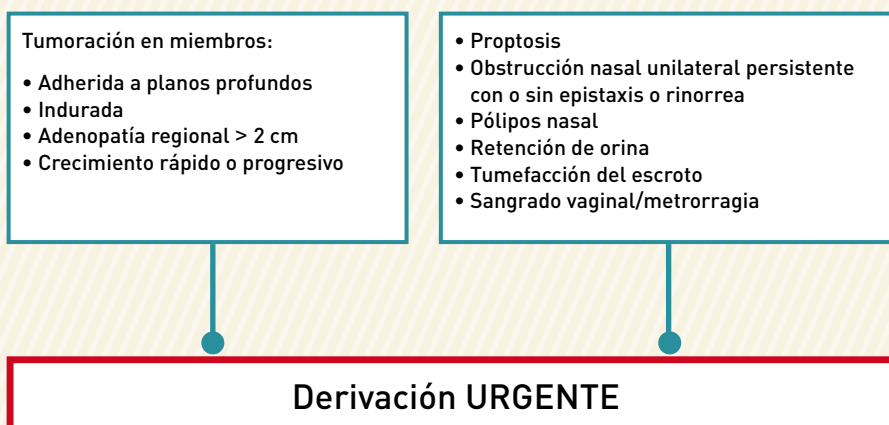 Tumoración en miembros:
• Adherida a planos profundos
• Indurada
• Adenopatía regional > 2 cm
• Crecimiento rápido o progresivo
• Proptosis
• Obstrucción nasal unilateral persistente
con o sin epistaxis o rinorrea
• Pólipos nasal
• Retención de orina
• Tumefacción del escroto
• Sangrado vaginal/metrorragia
Derivación URGENTE